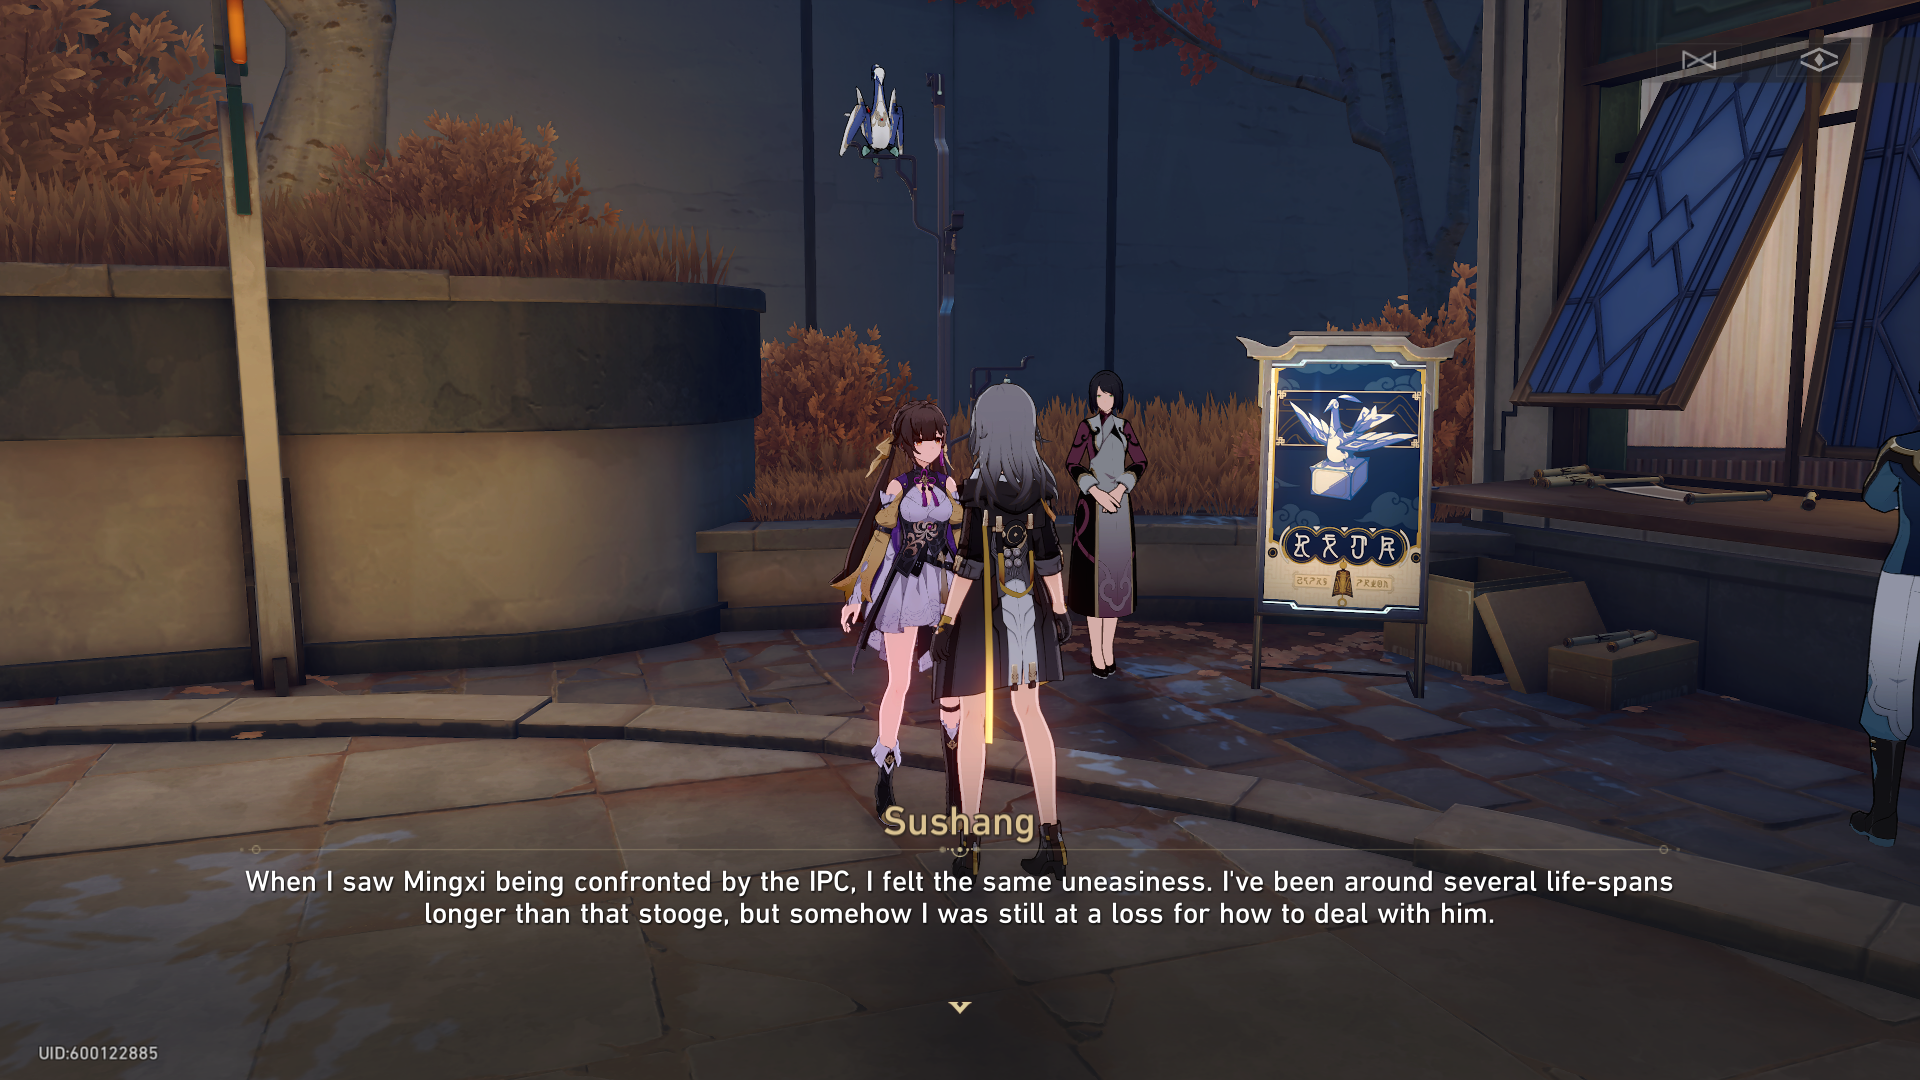 Sushang
When I saw Mingxi being confronted by the IPC, I felt the same uneasiness. I've been around several life-spans
longer than that stooge, but somehow I was still at a loss for how to deal with him.
UID:600122885